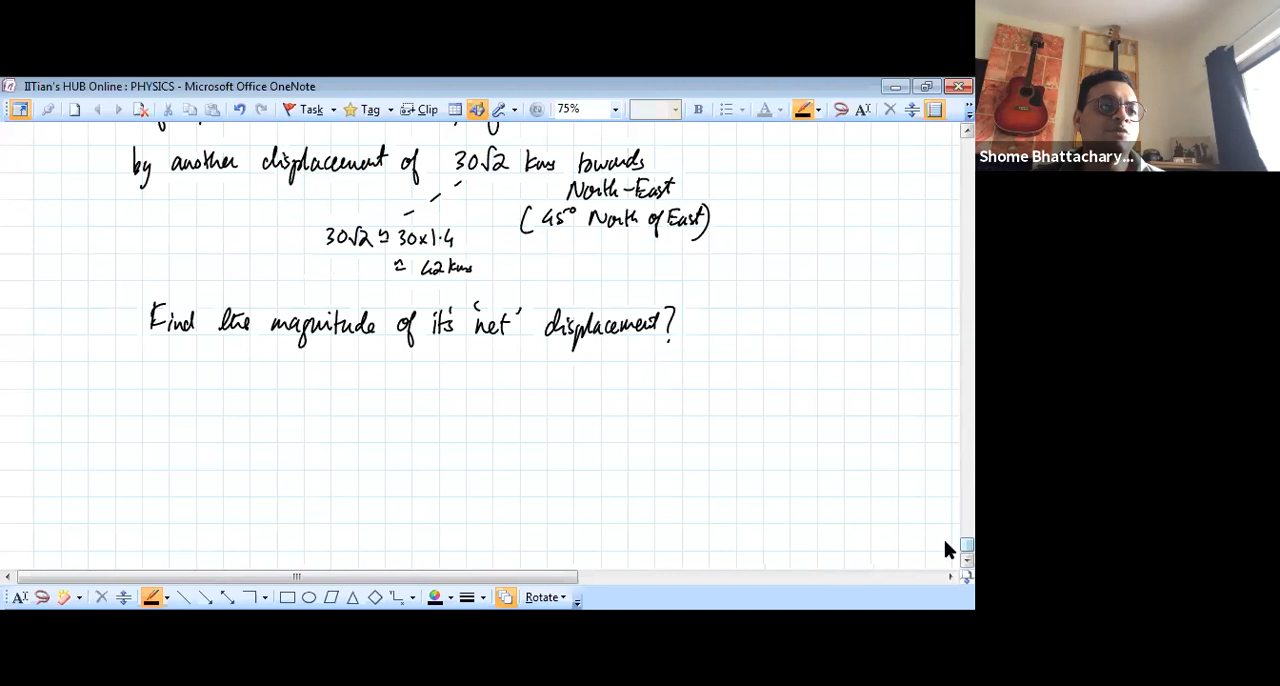 IITian's HUB Online : PHYSICS - Microsoft Office OneNote
Task Tag Clip 75% B
by another displacement of 30√2 kms towards
North-East
(45° North of East)
30√2 ≃ 30×1.4
≃ 42 kms
Find the magnitude of it's 'net' displacement?
Shome Bhattachary...
Rotate